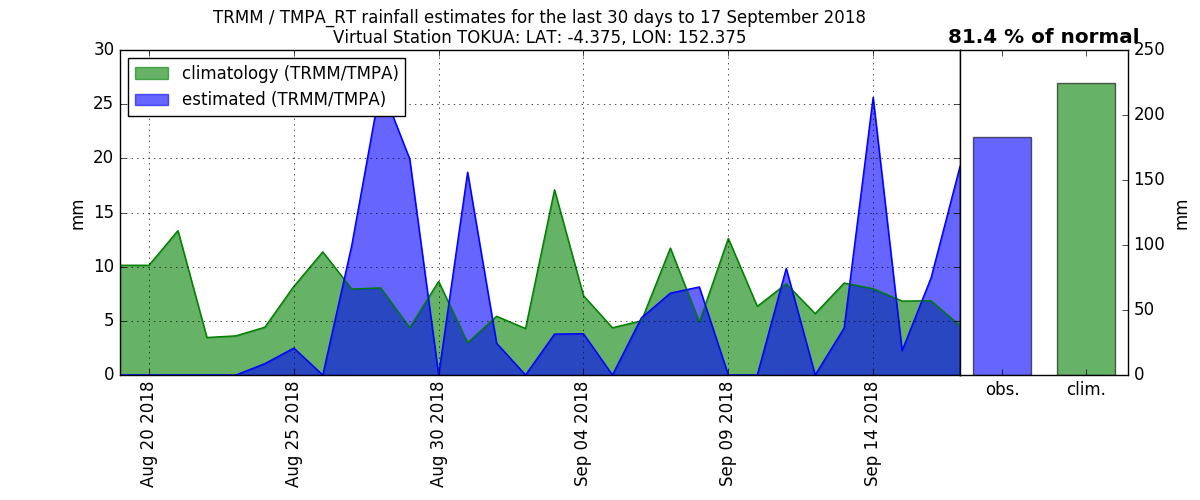 TRMM / TMPA_RT rainfall estimates for the last 30 days to 17 September 2018
Virtual Station TOKUA: LAT: -4.375, LON: 152.375
81.4 % of normal
climatology (TRMM/TMPA)
estimated (TRMM/TMPA)
30
25
20
15
10
5
0
mm
Aug 20 2018
Aug 25 2018
Aug 30 2018
Sep 04 2018
Sep 09 2018
Sep 14 2018
obs.
clim.
250
200
150
100
50
0
mm